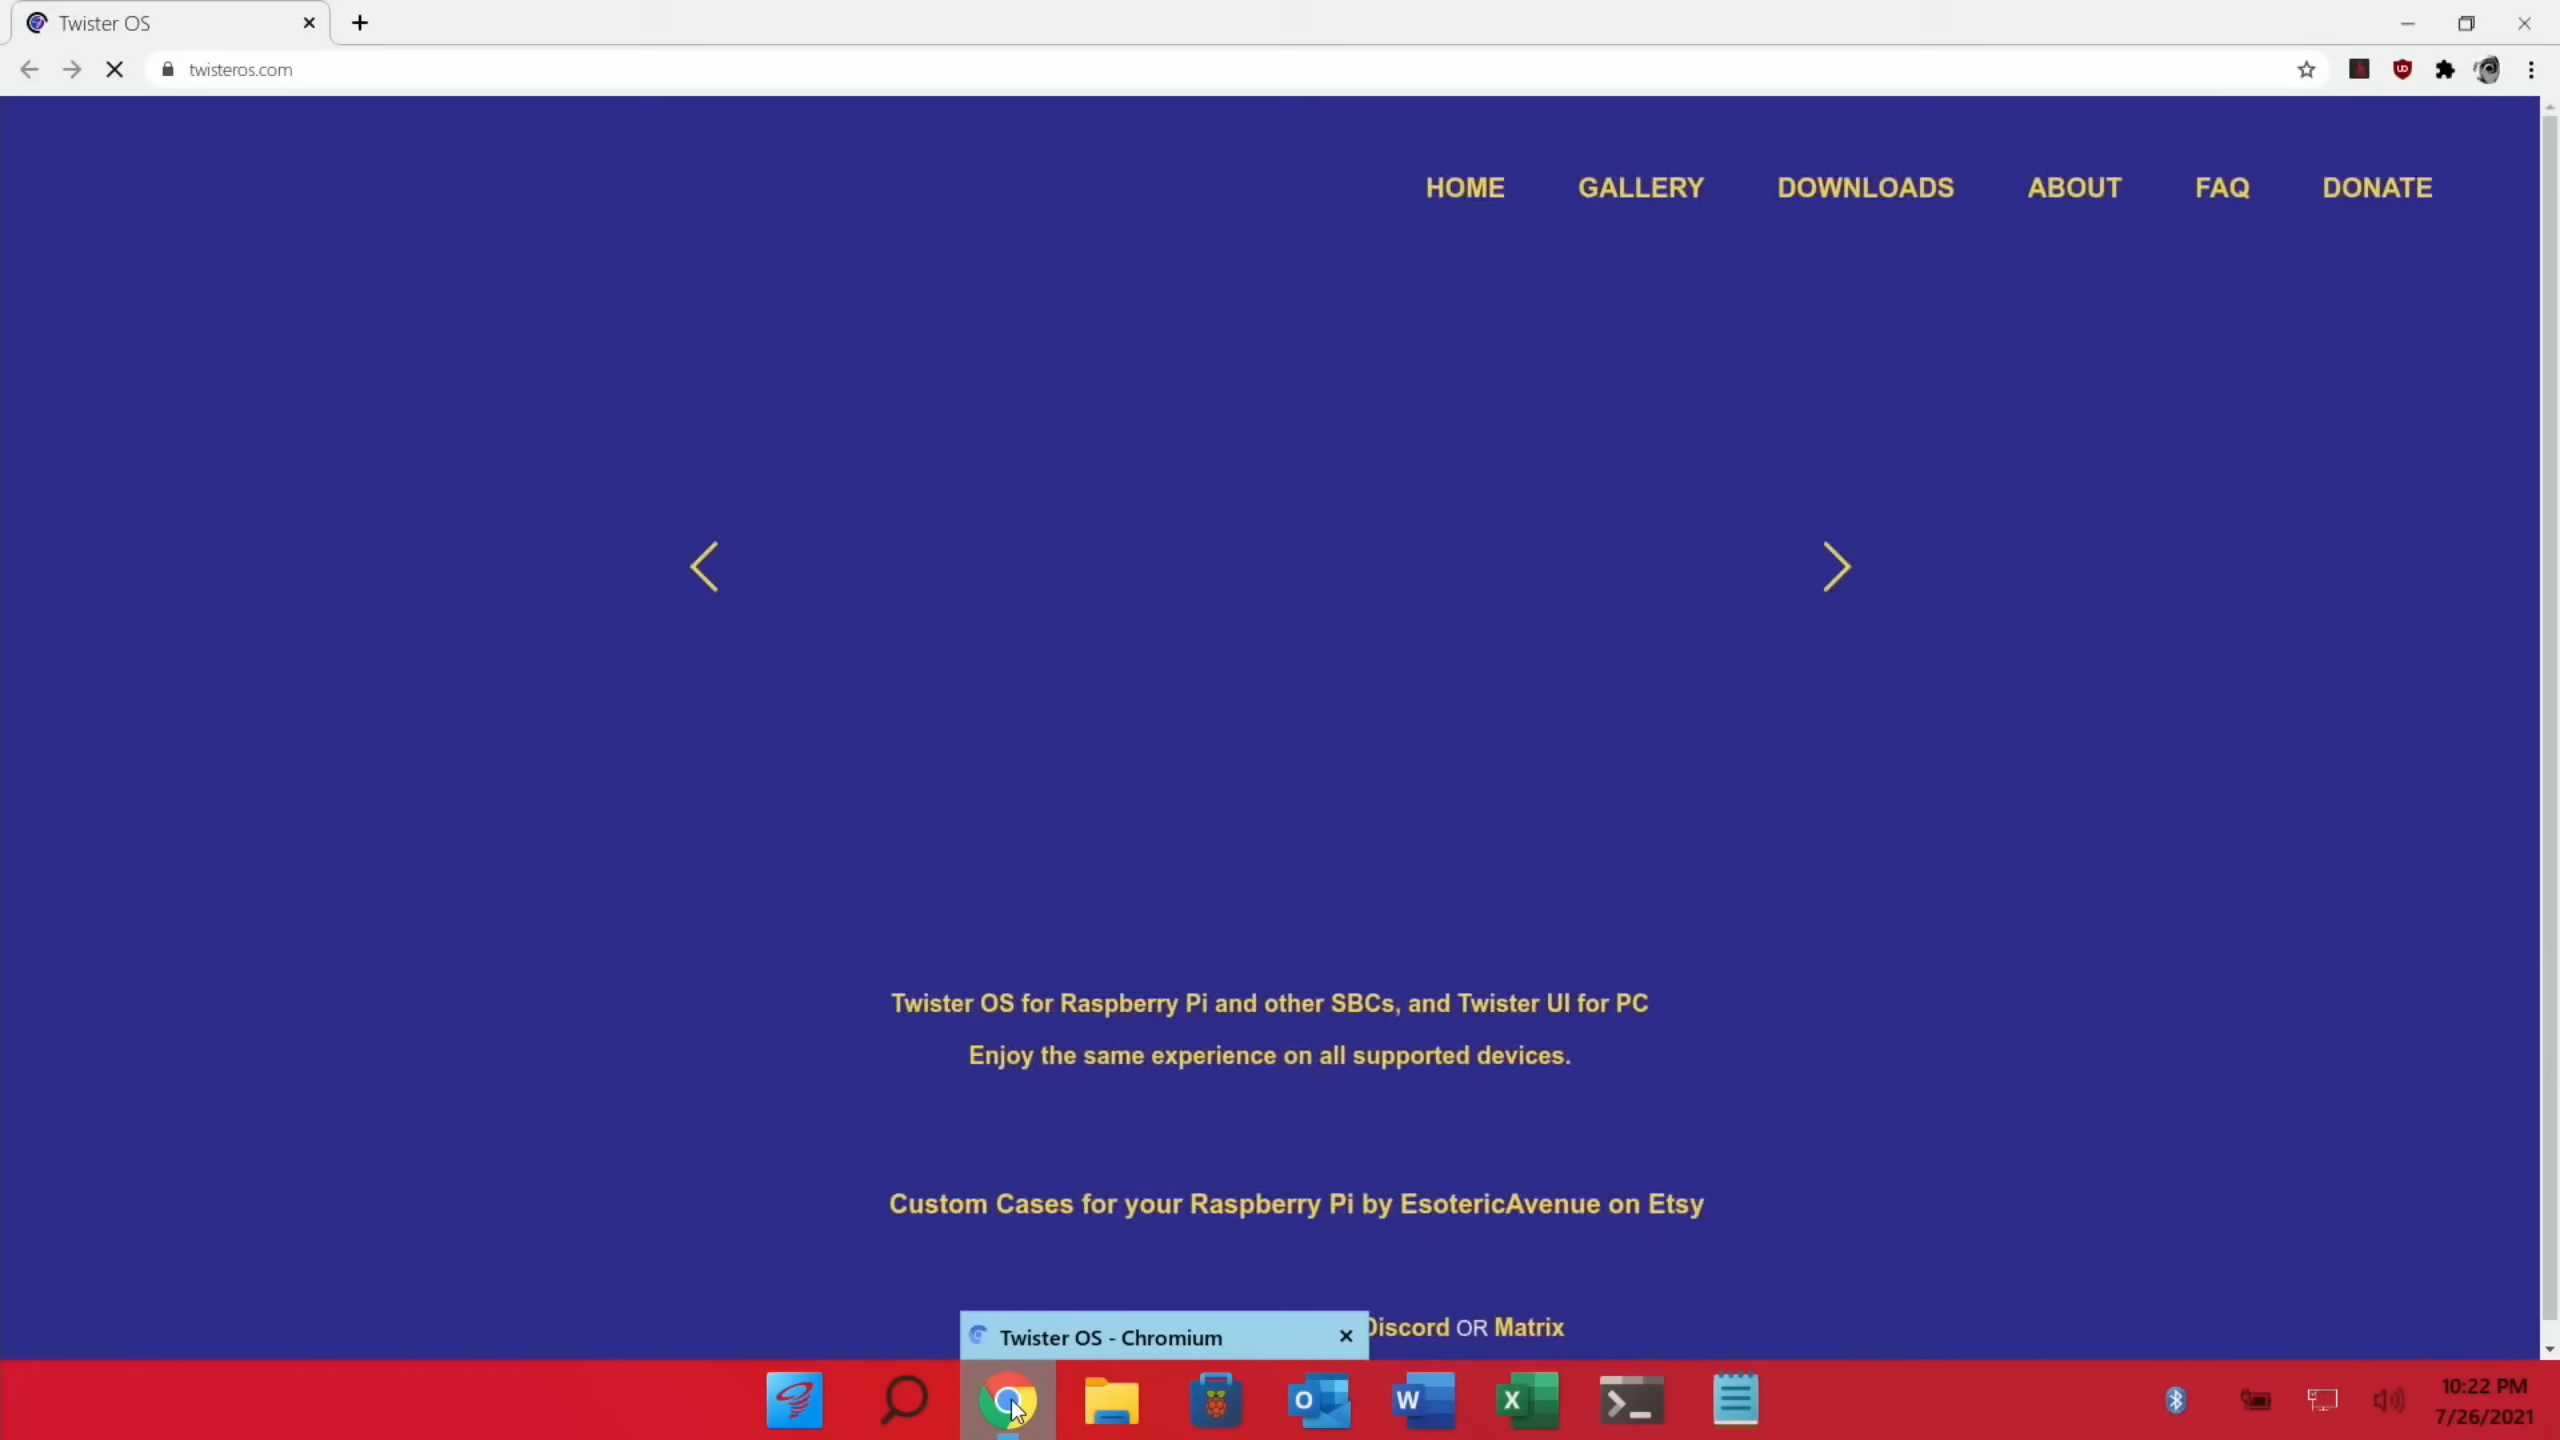 Twister OS
twisteros.com
HOME GALLERY DOWNLOADS ABOUT FAQ DONATE
Twister OS for Raspberry Pi and other SBCs, and Twister UI for PC
Enjoy the same experience on all supported devices.
Custom Cases for your Raspberry Pi by EsotericAvenue on Etsy
Discord OR Matrix
Twister OS - Chromium
10:22 PM
7/26/2021